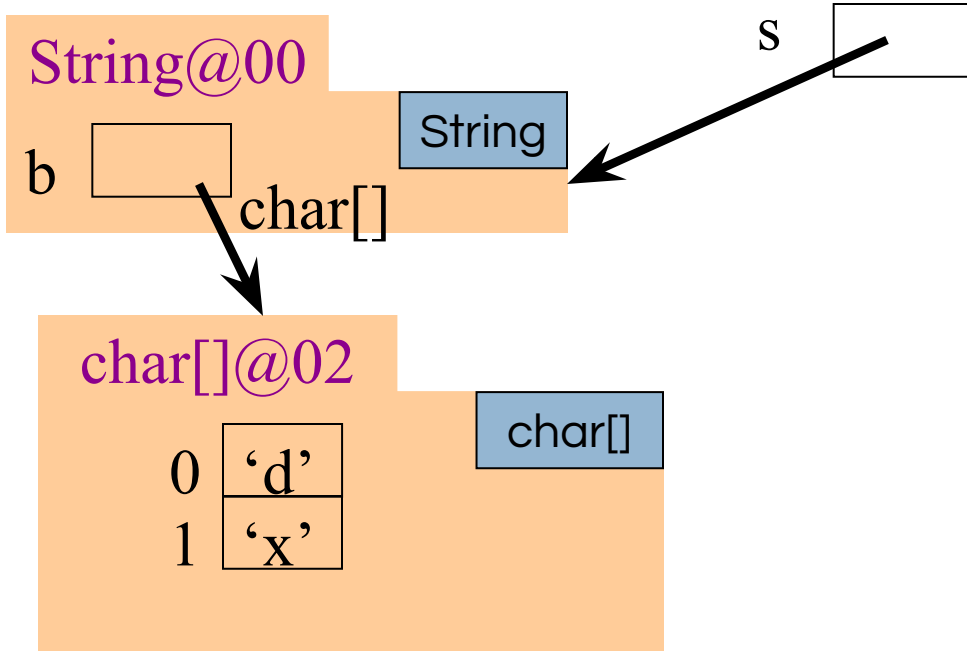 s
String@00
String
b
char[]
char[]@02
char[]
0 ‘d’
1 ‘x’